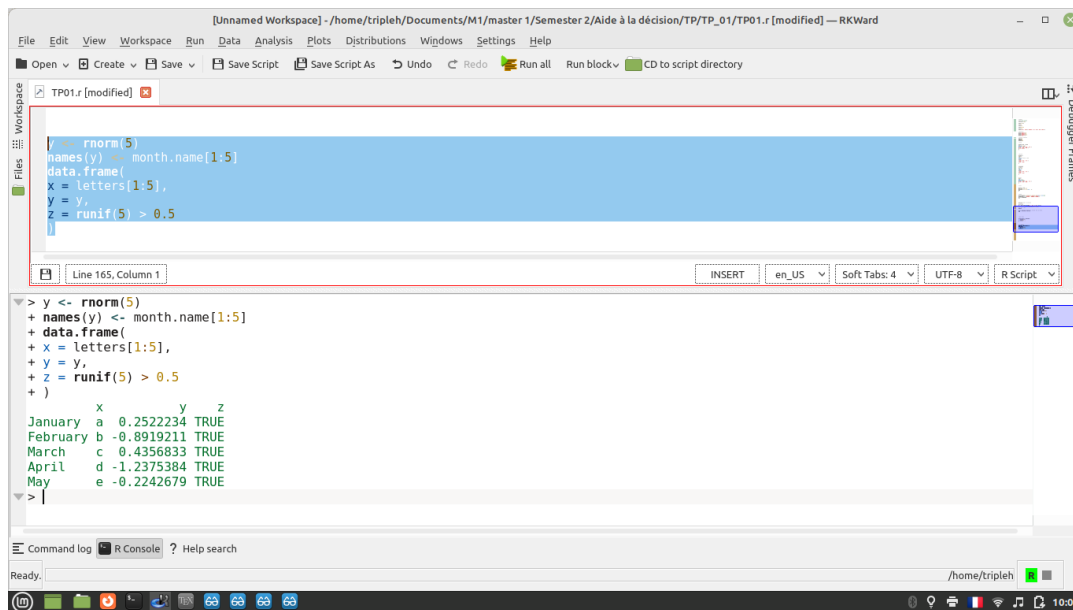 [Unnamed Workspace] - /home/tripleh/Documents/M1/master 1/Semester 2/Aide à la décision/TP/TP_01/TP01.r [modified] — RKWard
File Edit View Workspace Run Data Analysis Plots Distributions Windows Settings Help
Open Create Save Save Script Save Script As Undo Redo Run all Run block CD to script directory
Workspace
Files
TP01.r [modified]
Debugger Frames
y <- rnorm(5)
names(y) <- month.name[1:5]
data.frame(
x = letters[1:5],
y = y,
z = runif(5) > 0.5
)
Line 165, Column 1 INSERT en_US Soft Tabs: 4 UTF-8 R Script
> y <- rnorm(5)
+ names(y) <- month.name[1:5]
+ data.frame(
+ x = letters[1:5],
+ y = y,
+ z = runif(5) > 0.5
+ )
x y z
January a 0.2522234 TRUE
February b -0.8919211 TRUE
March c 0.4356833 TRUE
April d -1.2375384 TRUE
May e -0.2242679 TRUE
>
Command log R Console ? Help search
Ready. /home/tripleh R
10:0